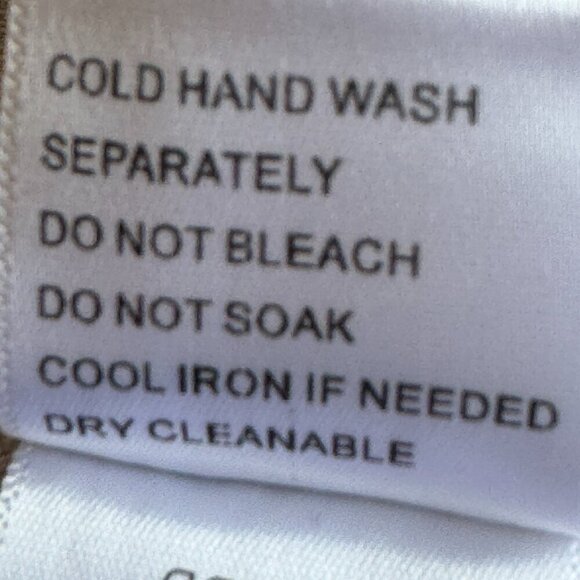 COLD HAND WASH
SEPARATELY
DO NOT BLEACH
DO NOT SOAK
COOL IRON IF NEEDED
DRY CLEANABLE